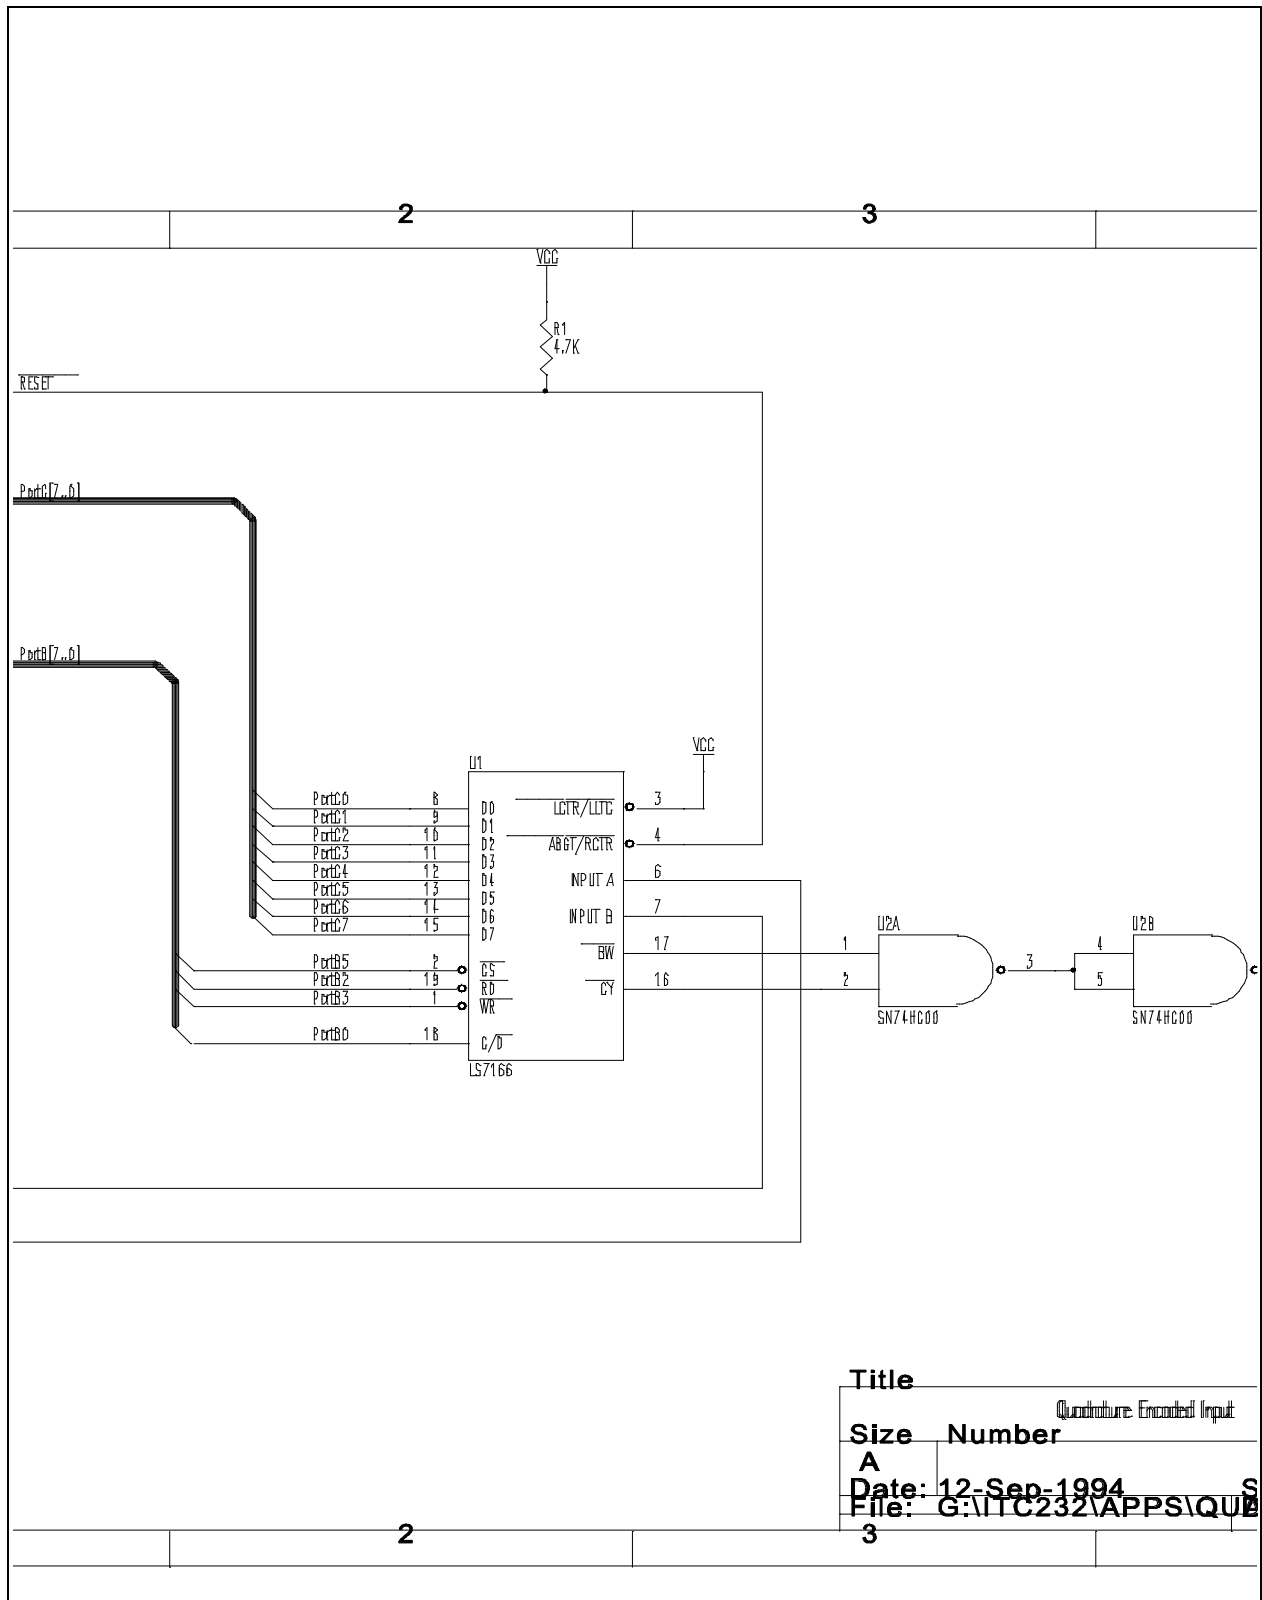 2 3
VCC
R1
4.7K
RESET
PortC[7..0]
PortB[7..0]
VCC
U1
PortC0 8 D0 LCTR/LLTC 3
PortC1 9 D1
PortC2 10 D2 ABGT/RCTR 4
PortC3 11 D3
PortC4 12 D4 INPUT A 6
PortC5 13 D5
PortC6 14 D6 INPUT B 7
PortC7 15 D7
U2A U2B
BW 17 1 4
PortB5 2 CS 3
PortB2 19 RD CY 16 2 5
PortB3 1 WR
SN74HC00 SN74HC00
PortB0 18 C/D
LS7166
Title
Quadrature Encoded Input
Size Number
A
Date: 12-Sep-1994 S
File: G:\ITC232\APPS\QU
2 3